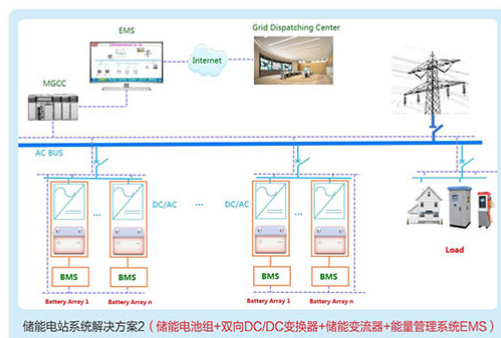 EMS
Grid Dispatching Center
Internet
MGCC
AC BUS
DC/AC
...
DC/AC
...
...
BMS
BMS
BMS
BMS
Load
Battery Array 1
Battery Array n
Battery Array 1
Battery Array n
储能电站系统解决方案2（储能电池组+双向DC/DC变换器+储能变流器+能量管理系统EMS）